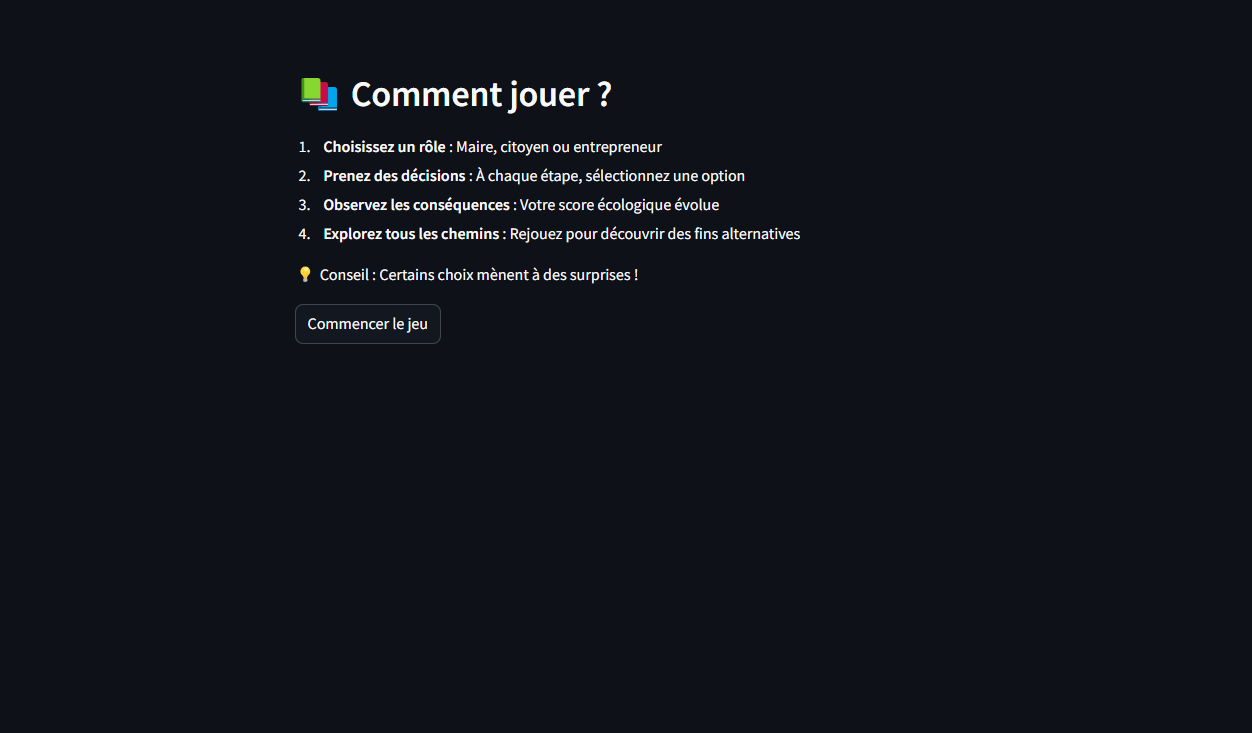 Comment jouer ?
1. Choisissez un rôle : Maire, citoyen ou entrepreneur
2. Prenez des décisions : À chaque étape, sélectionnez une option
3. Observez les conséquences : Votre score écologique évolue
4. Explorez tous les chemins : Rejouez pour découvrir des fins alternatives
Conseil : Certains choix mènent à des surprises !
Commencer le jeu